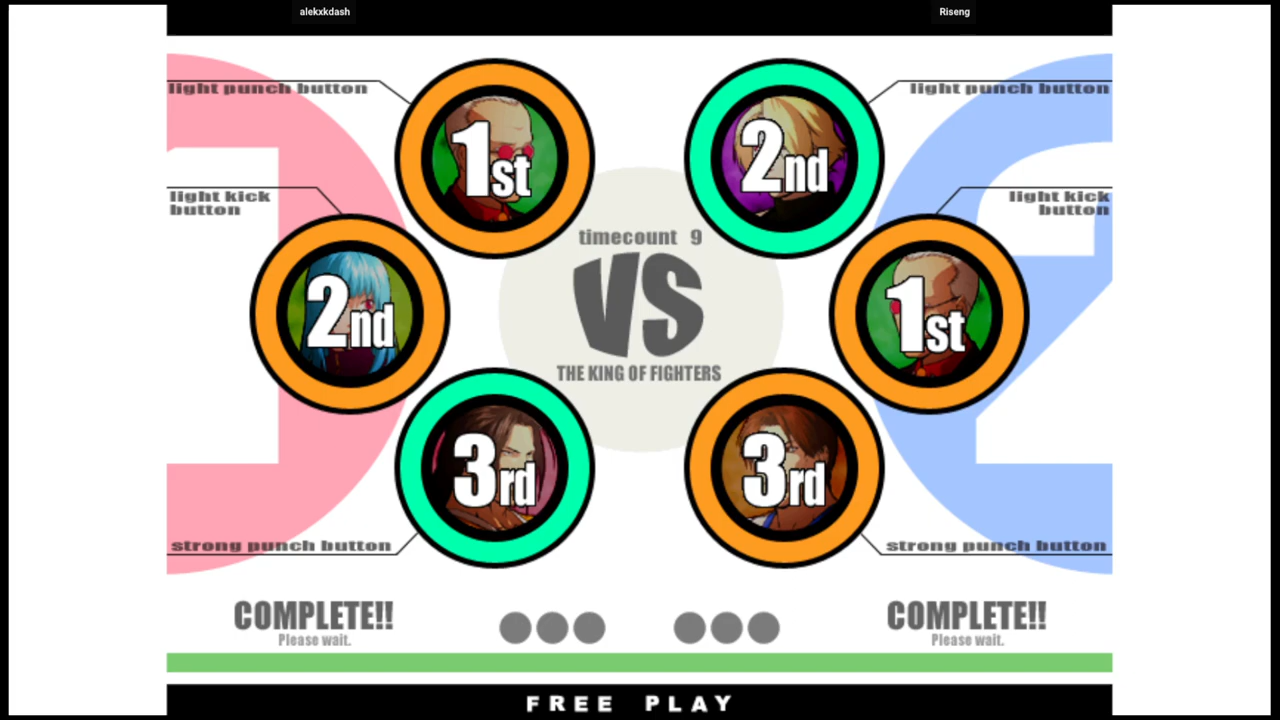 alekxkdash
Riseng
light punch button
light punch button
1st
2nd
light kick
button
light kick
button
timecount 9
VS
2nd
1st
THE KING OF FIGHTERS
3rd
3rd
strong punch button
strong punch button
COMPLETE!!
Please wait.
COMPLETE!!
Please wait.
FREE PLAY